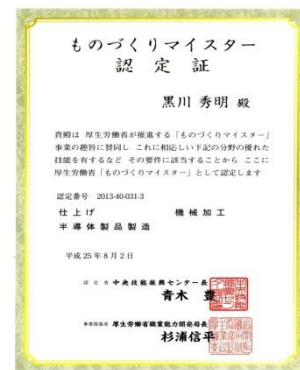 ものづくりマイスター
認定証
黒川 秀明 殿
貴殿は 厚生労働省が推進する「ものづくりマイスター」
事業の趣旨に賛同し これに相応しい下記の分野の優れた
技能を有するなど その要件に該当することから ここに
厚生労働省「ものづくりマイスター」として認定します
認定番号 2013-40-031-3
仕上げ 機械加工
半導体製品製造
平成25年8月2日
認定者 中央技能振興センター長
青木 豊
事業推進者 厚生労働省職業能力開発局長
杉浦信平